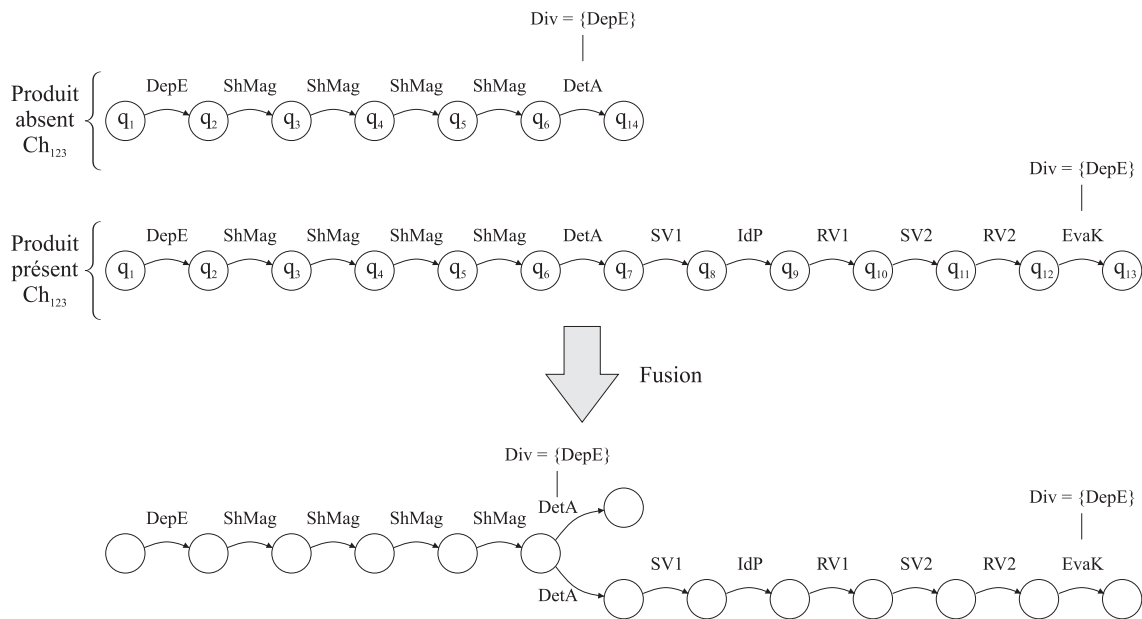 Div = {DepE}
DepE ShMag ShMag ShMag ShMag DetA
Produit
absent
Ch₁₂₃
q₁ q₂ q₃ q₄ q₅ q₆ q₁₄
Div = {DepE}
DepE ShMag ShMag ShMag ShMag DetA SV1 IdP RV1 SV2 RV2 EvaK
Produit
présent
Ch₁₂₃
q₁ q₂ q₃ q₄ q₅ q₆ q₇ q₈ q₉ q₁₀ q₁₁ q₁₂ q₁₃
Fusion
Div = {DepE}
Div = {DepE}
DetA
DepE ShMag ShMag ShMag ShMag
SV1 IdP RV1 SV2 RV2 EvaK
DetA